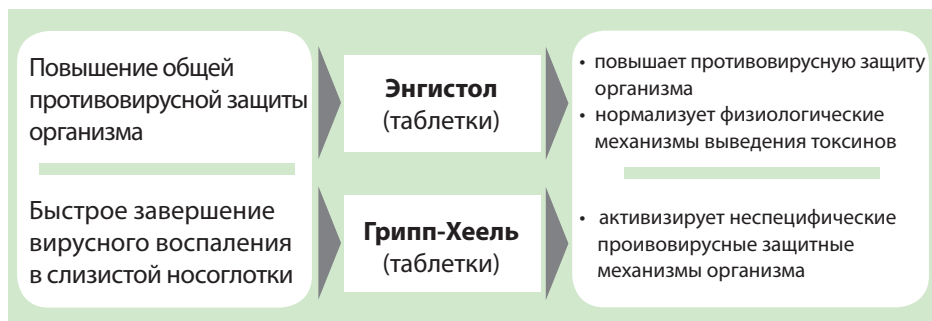 Повышение общей
противовирусной защиты
организма
Энгистол
(таблетки)
• повышает противовирусную защиту
организма
• нормализует физиологические
механизмы выведения токсинов
Быстрое завершение
вирусного воспаления
в слизистой носоглотки
Грипп-Хеель
(таблетки)
• активизирует неспецифические
проивовирусные защитные
механизмы организма